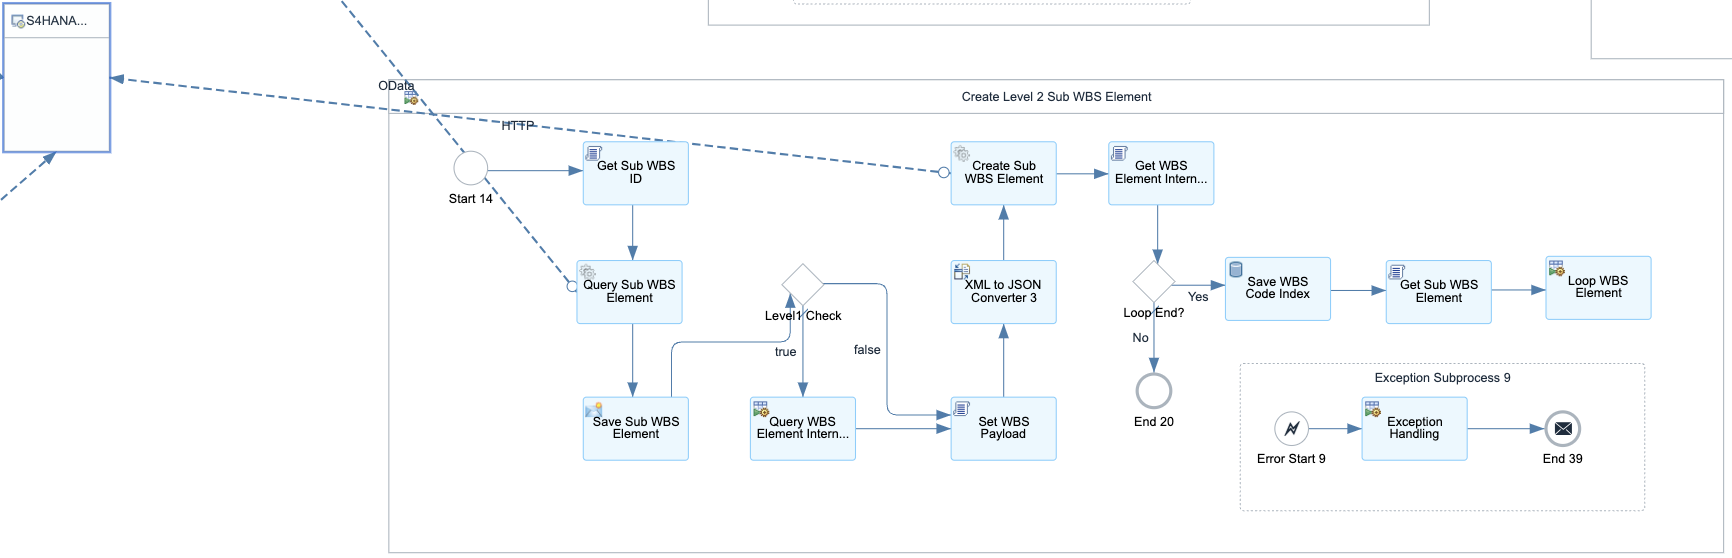 S4HANA...
OData
Create Level 2 Sub WBS Element
HTTP
Start 14
Get Sub WBS
ID
Create Sub
WBS Element
Get WBS
Element Intern...
Query Sub WBS
Element
Level1 Check
true
false
XML to JSON
Converter 3
Loop End?
Yes
No
Save WBS
Code Index
Get Sub WBS
Element
Loop WBS
Element
Save Sub WBS
Element
Query WBS
Element Intern...
Set WBS
Payload
End 20
Exception Subprocess 9
Error Start 9
Exception
Handling
End 39